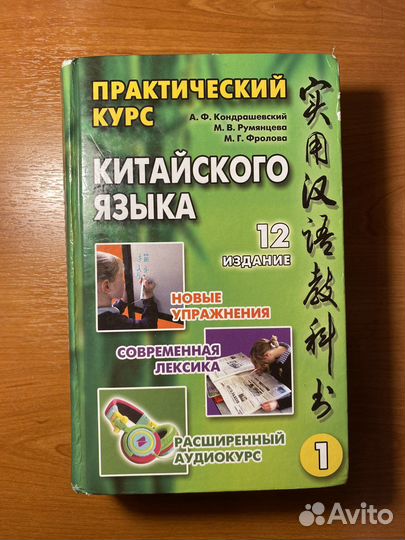 ПРАКТИЧЕСКИЙ
КУРС
А. Ф. Кондрашевский
М. В. Румянцева
М. Г. Фролова
КИТАЙСКОГО
ЯЗЫКА
12
ИЗДАНИЕ
НОВЫЕ
УПРАЖНЕНИЯ
СОВРЕМЕННАЯ
ЛЕКСИКА
РАСШИРЕННЫЙ
АУДИОКУРС
实用汉语教科书
1
Avito